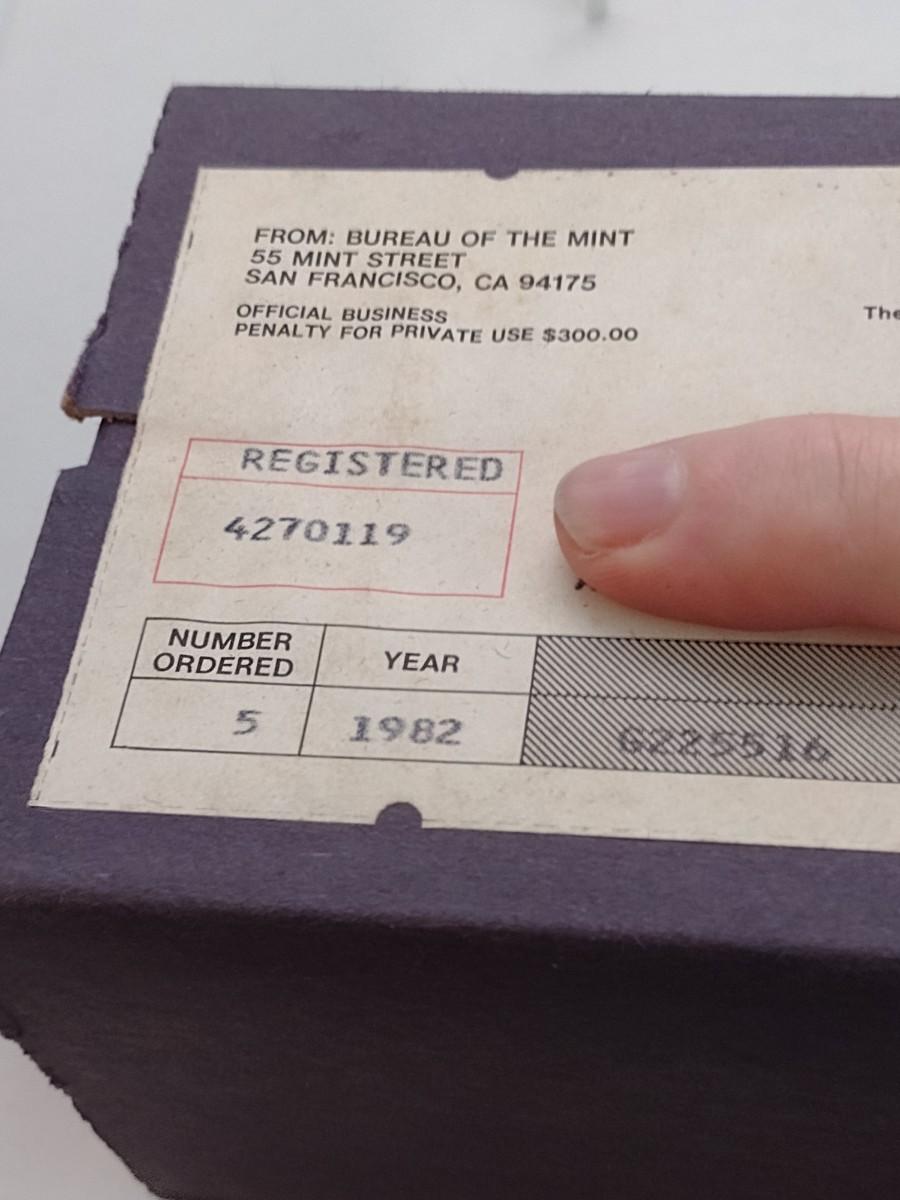 FROM: BUREAU OF THE MINT
55 MINT STREET
SAN FRANCISCO, CA 94175
OFFICIAL BUSINESS
PENALTY FOR PRIVATE USE $300.00
The
REGISTERED
4270119
NUMBER ORDERED
YEAR
5
1982
6225516